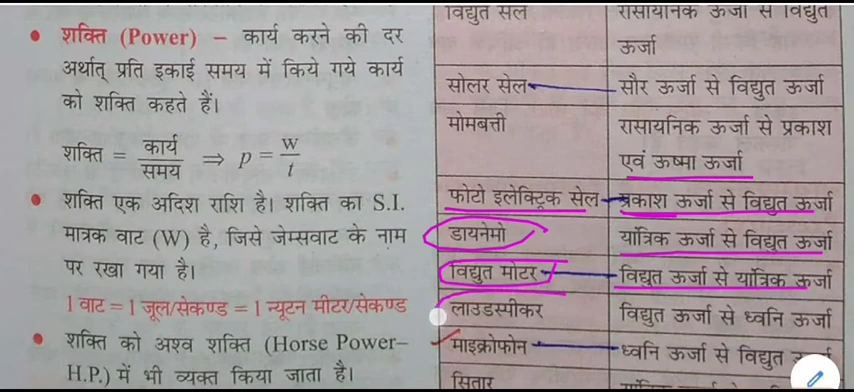 • शक्ति (Power) – कार्य करने की दर
अर्थात् प्रति इकाई समय में किये गये कार्य
को शक्ति कहते हैं।
शक्ति = कार्य/समय ⇒ p = w/t
• शक्ति एक अदिश राशि है। शक्ति का S.I.
मात्रक वाट (W) है, जिसे जेम्सवाट के नाम
पर रखा गया है।
1 वाट = 1 जूल/सेकण्ड = 1 न्यूटन मीटर/सेकण्ड
• शक्ति को अश्व शक्ति (Horse Power–
H.P.) में भी व्यक्त किया जाता है।
विद्युत सेल रासायनिक ऊर्जा से विद्युत
ऊर्जा
सोलर सेल सौर ऊर्जा से विद्युत ऊर्जा
मोमबत्ती रासायनिक ऊर्जा से प्रकाश
एवं ऊष्मा ऊर्जा
फोटो इलेक्ट्रिक सेल प्रकाश ऊर्जा से विद्युत ऊर्जा
डायनेमो यांत्रिक ऊर्जा से विद्युत ऊर्जा
विद्युत मोटर विद्युत ऊर्जा से यांत्रिक ऊर्जा
लाउडस्पीकर विद्युत ऊर्जा से ध्वनि ऊर्जा
माइक्रोफोन ध्वनि ऊर्जा से विद्युत ऊर्जा
सितार